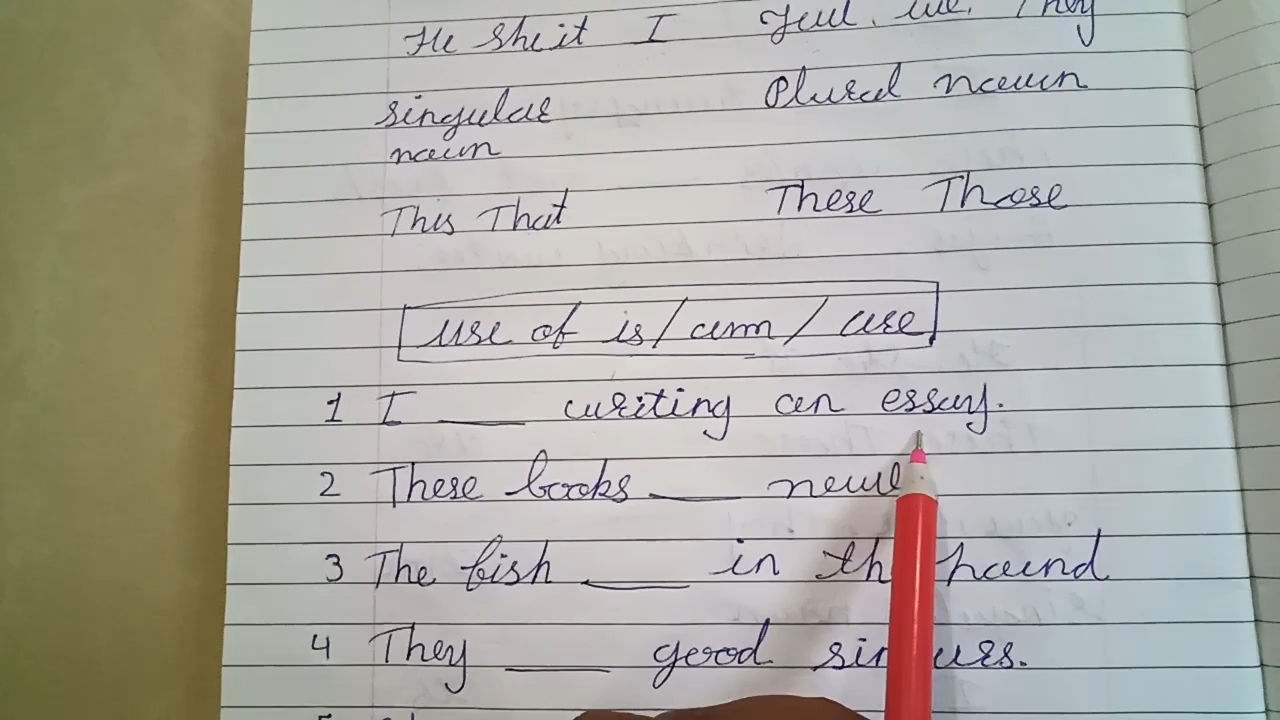 He She it I You, we, They
singular Plural noun
noun
This That These Those
use of is/am/are
1 I ___ writing an essay.
2 These books ___ new
3 The fish ___ in th pond
4 They ___ good singers.